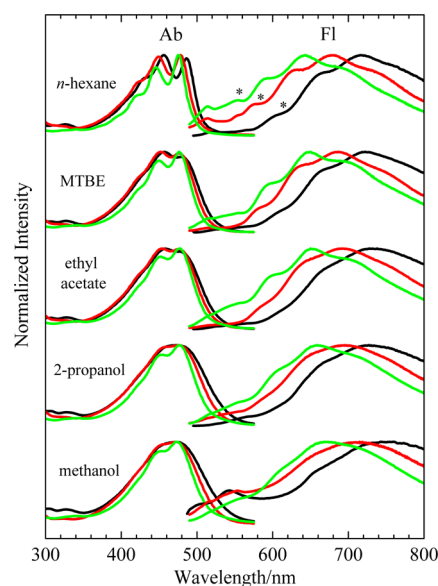 Ab Fl
n-hexane
* * *
MTBE
ethyl
acetate
2-propanol
methanol
Normalized Intensity
300 400 500 600 700 800
Wavelength/nm